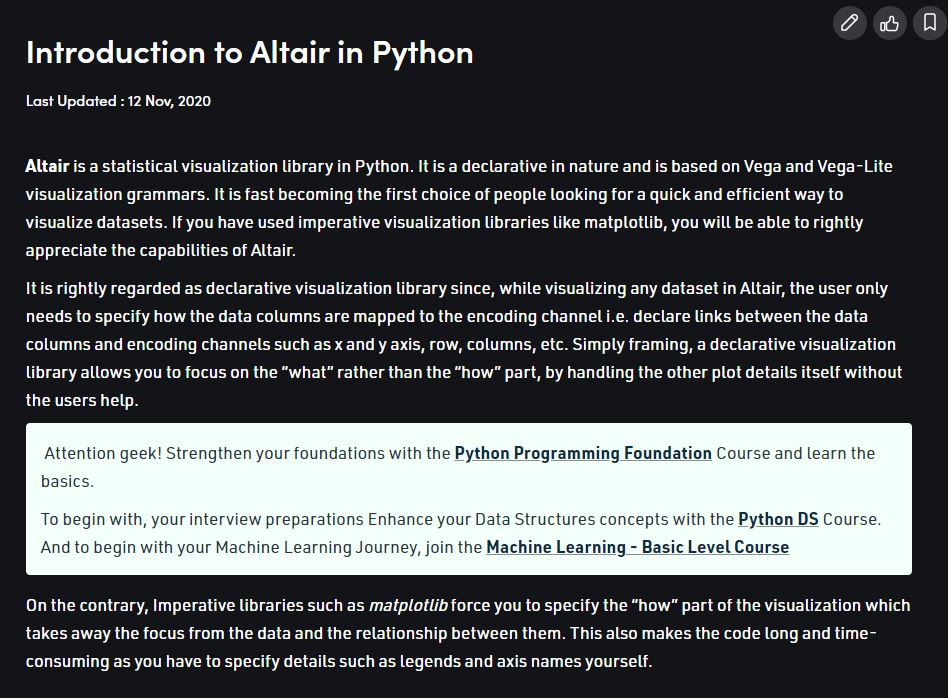 Introduction to Altair in Python
Last Updated : 12 Nov, 2020
Altair is a statistical visualization library in Python. It is a declarative in nature and is based on Vega and Vega-Lite
visualization grammars. It is fast becoming the first choice of people looking for a quick and efficient way to
visualize datasets. If you have used imperative visualization libraries like matplotlib, you will be able to rightly
appreciate the capabilities of Altair.
It is rightly regarded as declarative visualization library since, while visualizing any dataset in Altair, the user only
needs to specify how the data columns are mapped to the encoding channel i.e. declare links between the data
columns and encoding channels such as x and y axis, row, columns, etc. Simply framing, a declarative visualization
library allows you to focus on the “what” rather than the “how” part, by handling the other plot details itself without
the users help.
Attention geek! Strengthen your foundations with the Python Programming Foundation Course and learn the
basics.
To begin with, your interview preparations Enhance your Data Structures concepts with the Python DS Course.
And to begin with your Machine Learning Journey, join the Machine Learning - Basic Level Course
On the contrary, Imperative libraries such as matplotlib force you to specify the “how” part of the visualization which
takes away the focus from the data and the relationship between them. This also makes the code long and time-
consuming as you have to specify details such as legends and axis names yourself.